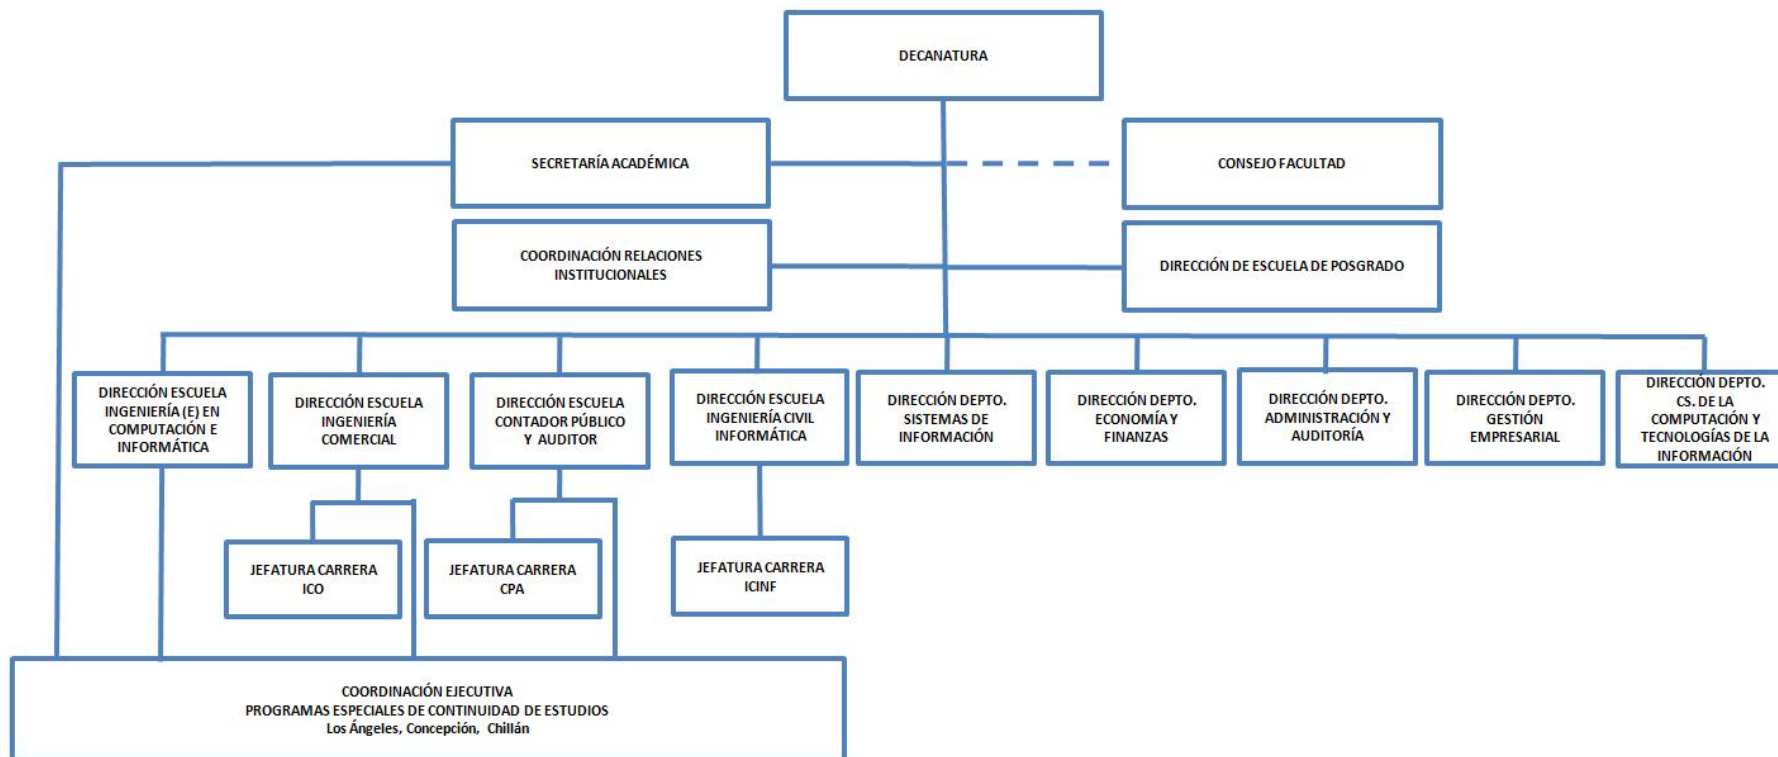 DECANATURA
SECRETARÍA ACADÉMICA
CONSEJO FACULTAD
COORDINACIÓN RELACIONES
INSTITUCIONALES
DIRECCIÓN DE ESCUELA DE POSGRADO
DIRECCIÓN ESCUELA
INGENIERÍA (E) EN
COMPUTACIÓN E
INFORMÁTICA
DIRECCIÓN ESCUELA
INGENIERÍA
COMERCIAL
DIRECCIÓN ESCUELA
CONTADOR PÚBLICO
Y AUDITOR
DIRECCIÓN ESCUELA
INGENIERÍA CIVIL
INFORMÁTICA
DIRECCIÓN DEPTO.
SISTEMAS DE
INFORMACIÓN
DIRECCIÓN DEPTO.
ECONOMÍA Y
FINANZAS
DIRECCIÓN DEPTO.
ADMINISTRACIÓN Y
AUDITORÍA
DIRECCIÓN DEPTO.
GESTIÓN
EMPRESARIAL
DIRECCIÓN DEPTO.
CS. DE LA
COMPUTACIÓN Y
TECNOLOGÍAS DE LA
INFORMACIÓN
JEFATURA CARRERA
ICO
JEFATURA CARRERA
CPA
JEFATURA CARRERA
ICINF
COORDINACIÓN EJECUTIVA
PROGRAMAS ESPECIALES DE CONTINUIDAD DE ESTUDIOS
Los Ángeles, Concepción, Chillán